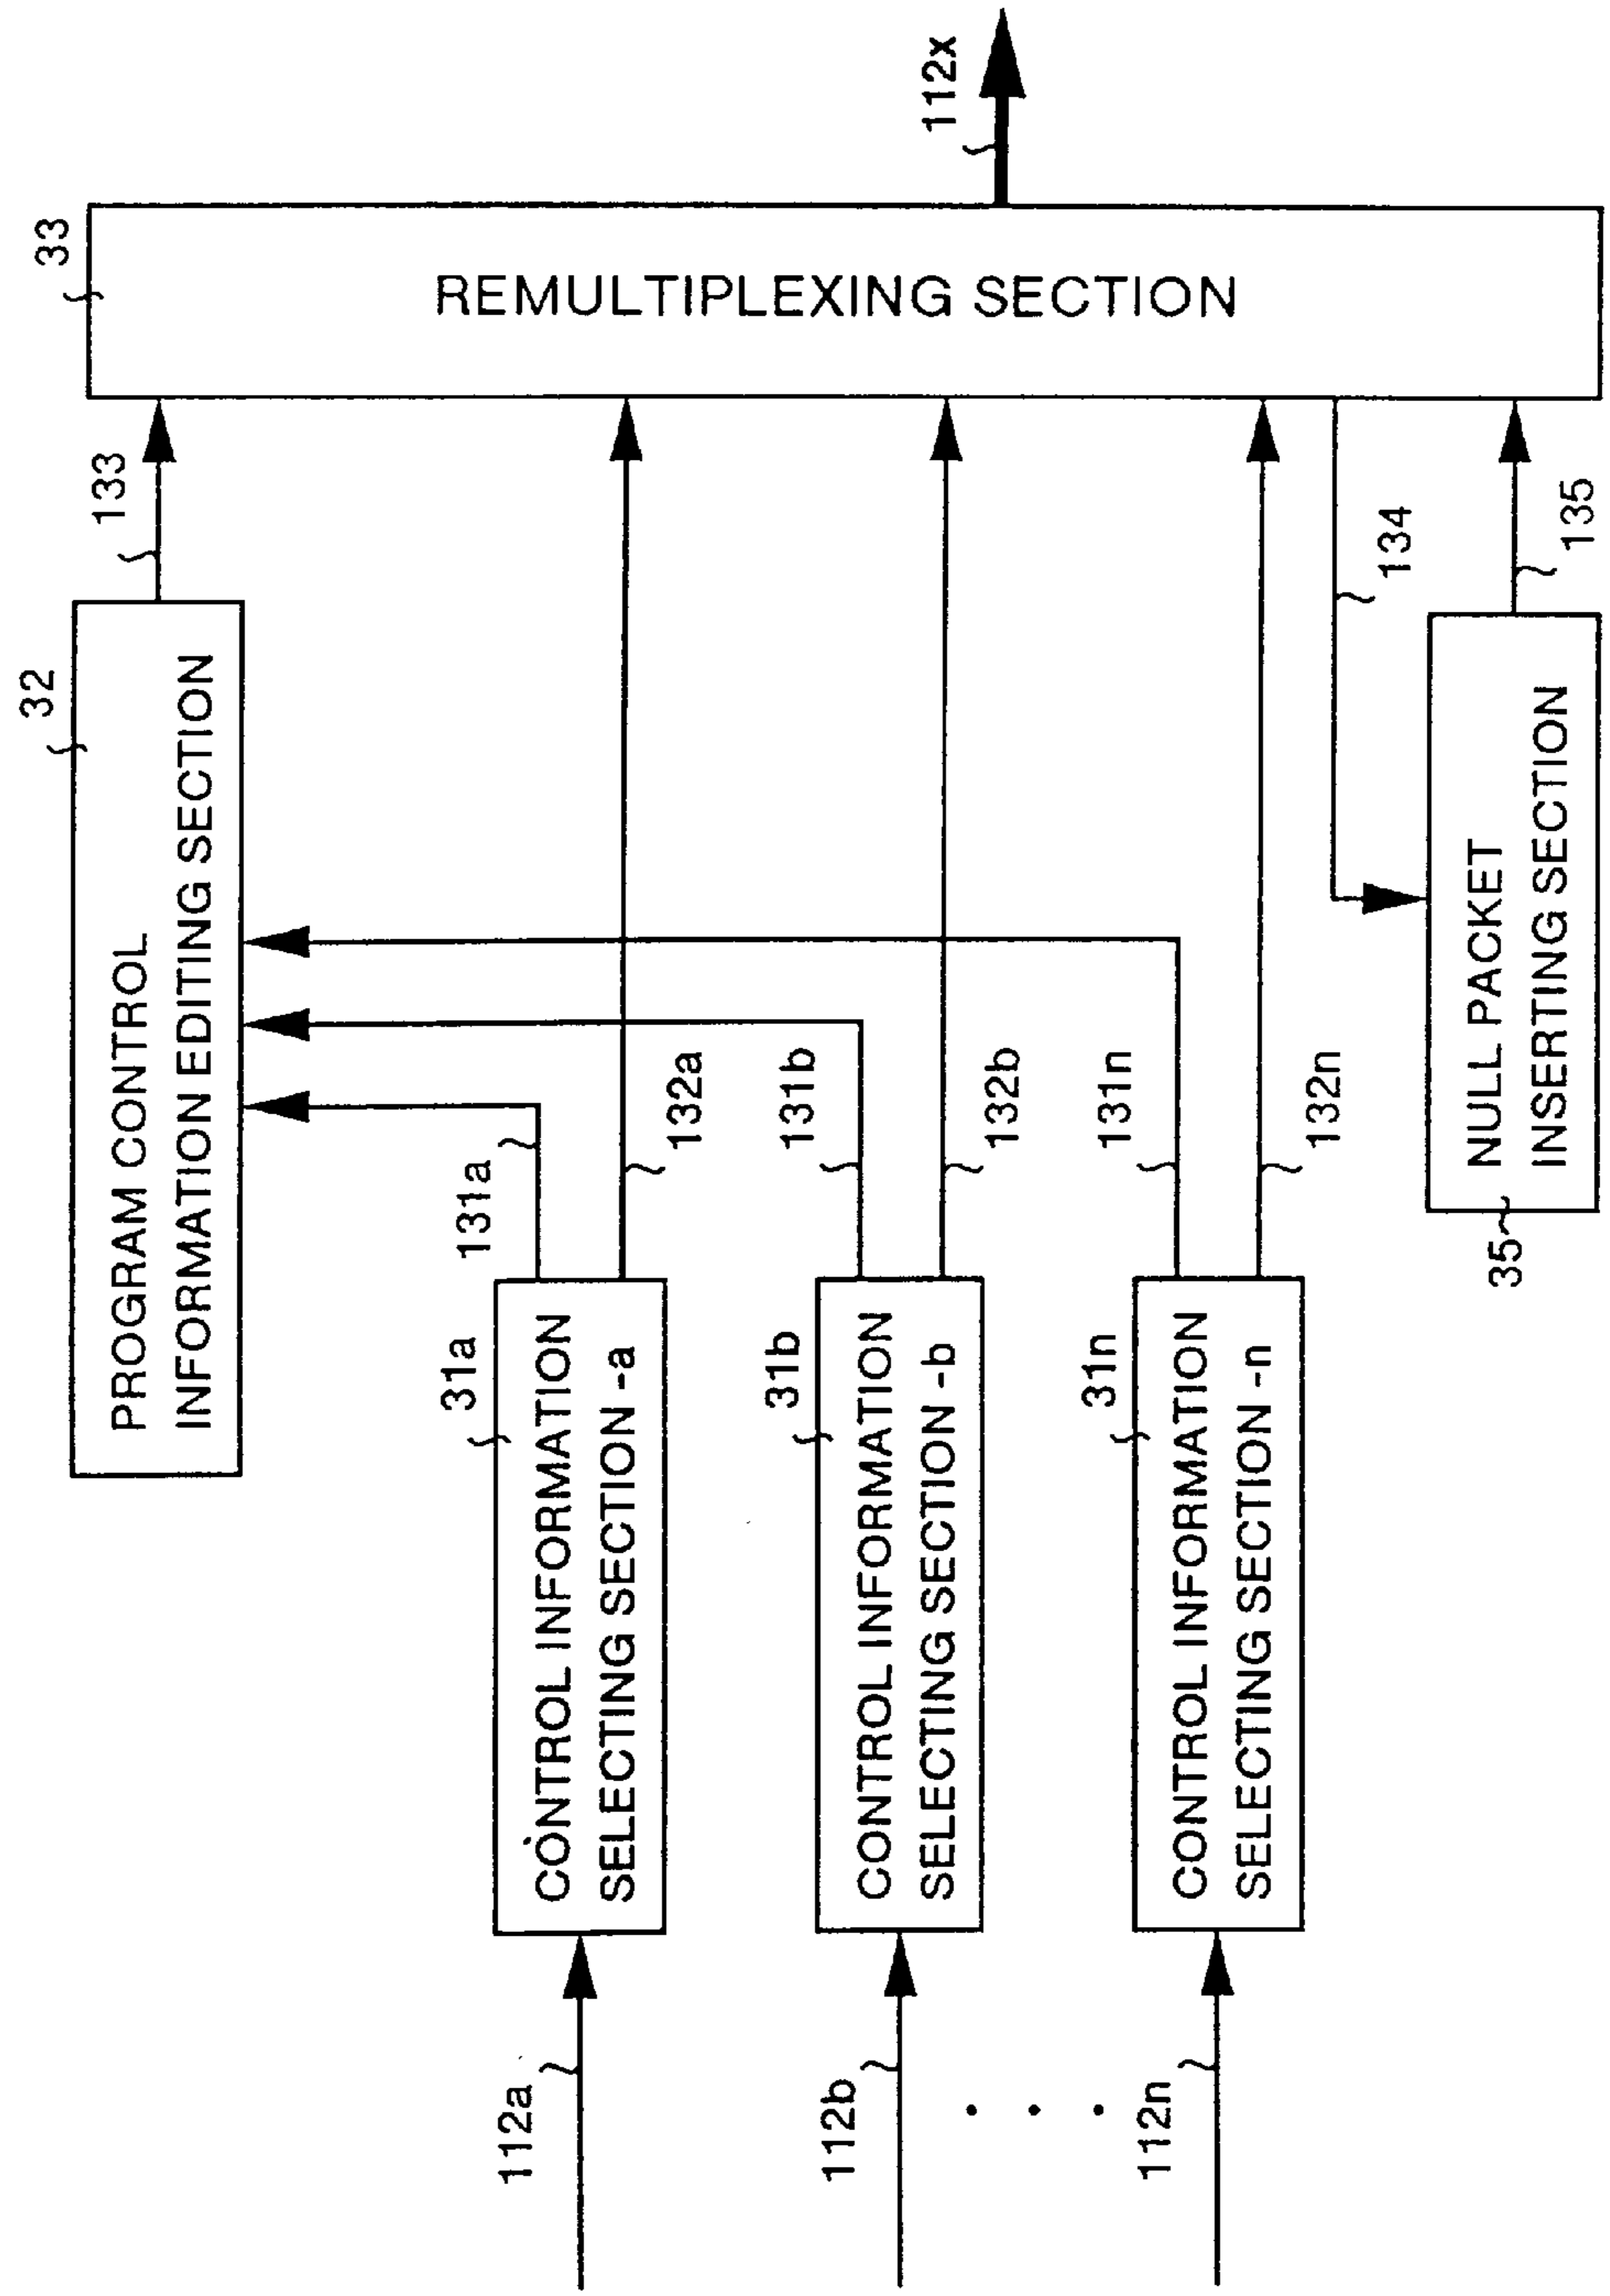 32
PROGRAM CONTROL
INFORMATION EDITING SECTION
133
33
REMULTIPLEXING SECTION
112x
112a
31a
CONTROL INFORMATION
SELECTING SECTION -a
131a
132a
112b
31b
CONTROL INFORMATION
SELECTING SECTION -b
131b
132b
. . .
112n
31n
CONTROL INFORMATION
SELECTING SECTION -n
131n
132n
134
35
NULL PACKET
INSERTING SECTION
135